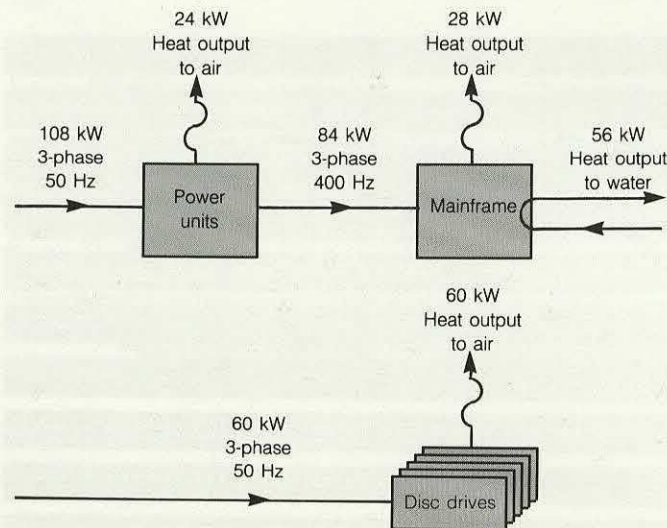 24 kW
Heat output
to air
28 kW
Heat output
to air
108 kW
3-phase
50 Hz
84 kW
3-phase
400 Hz
56 kW
Heat output
to water
Power
units
Mainframe
60 kW
Heat output
to air
60 kW
3-phase
50 Hz
Disc drives